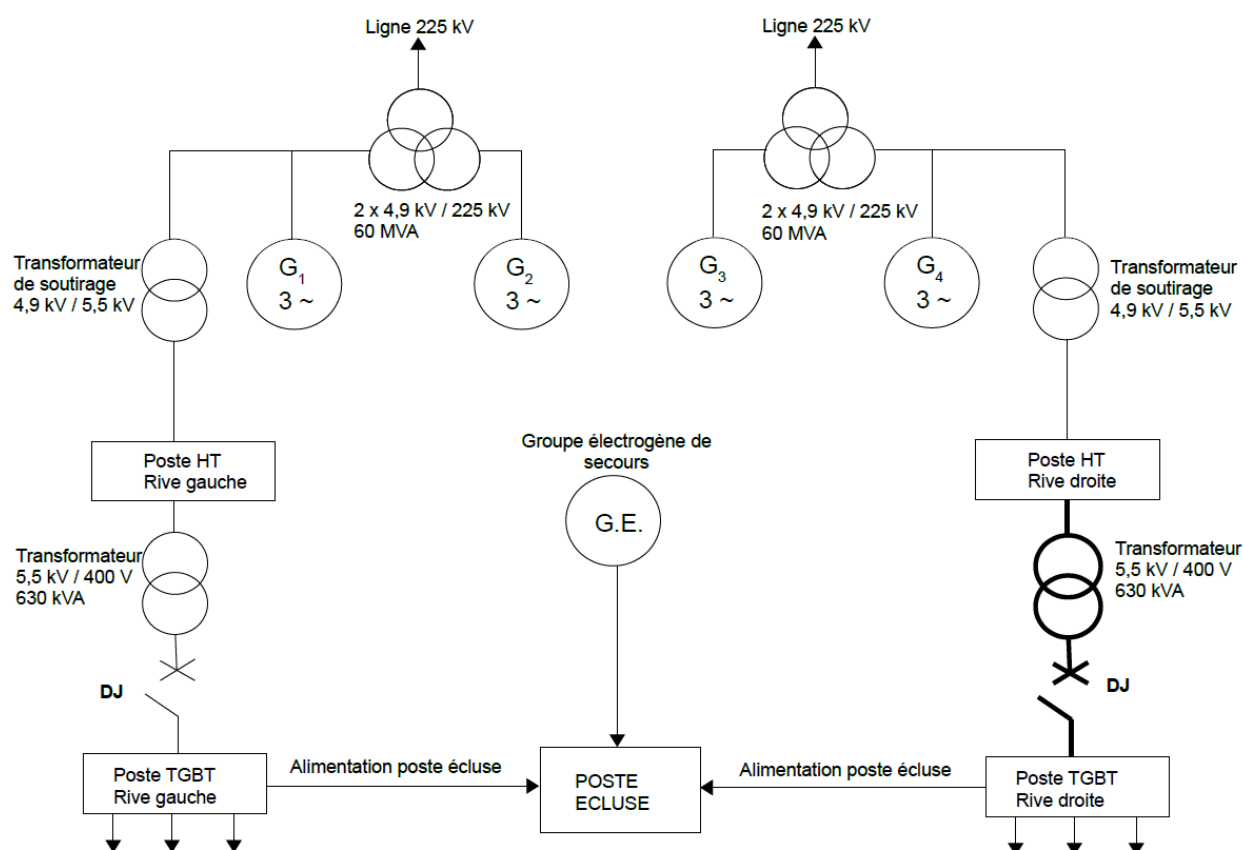 Ligne 225 kV
Ligne 225 kV
2 x 4,9 kV / 225 kV
60 MVA
2 x 4,9 kV / 225 kV
60 MVA
Transformateur
de soutirage
4,9 kV / 5,5 kV
G1
3 ~
G2
3 ~
G3
3 ~
G4
3 ~
Transformateur
de soutirage
4,9 kV / 5,5 kV
Poste HT
Rive gauche
Groupe électrogène de
secours
G.E.
Poste HT
Rive droite
Transformateur
5,5 kV / 400 V
630 kVA
Transformateur
5,5 kV / 400 V
630 kVA
DJ
DJ
Poste TGBT
Rive gauche
Alimentation poste écluse
POSTE
ECLUSE
Alimentation poste écluse
Poste TGBT
Rive droite